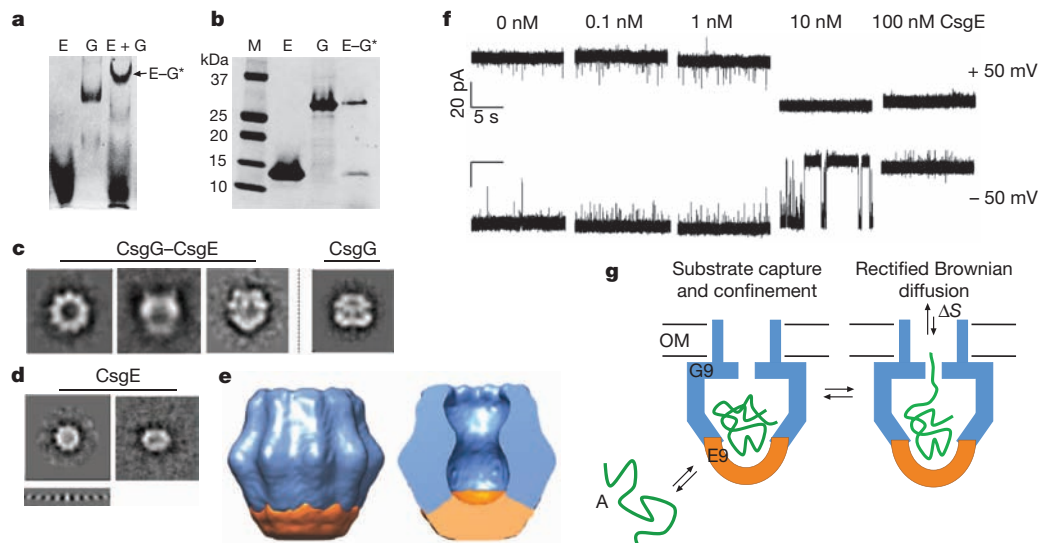 a
E G E + G
E–G*
b
M E G E–G*
kDa
37
25
20
15
10
c
CsgG–CsgE
CsgG
d
CsgE
e
f
0 nM 0.1 nM 1 nM 10 nM 100 nM CsgE
+ 50 mV
20 pA
5 s
– 50 mV
g
Substrate capture
and confinement
Rectified Brownian
diffusion
ΔS
OM
G9
E9
A